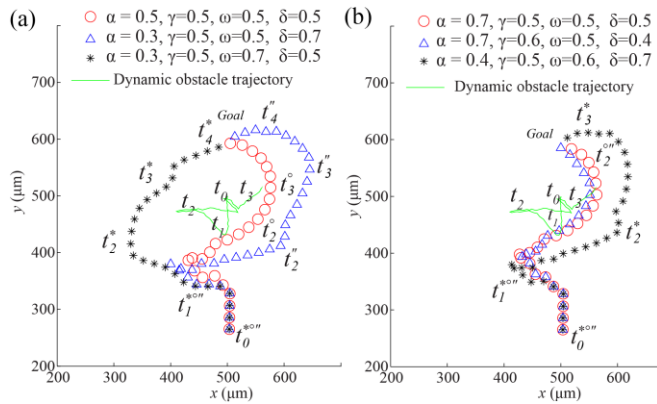 (a)
α = 0.5, γ=0.5, ω=0.5, δ=0.5
α = 0.3, γ=0.5, ω=0.5, δ=0.7
α = 0.3, γ=0.5, ω=0.7, δ=0.5
Dynamic obstacle trajectory
800
700
600
500
400
300
200
y (μm)
200 300 400 500 600 700
x (μm)
Goal
t₄*
t₄″
t₃*
t₃″
t₃°
t₀
t₃
t₂
t₁
t₂°
t₂*
t₂″
t₁*°″
t₀*°″
(b)
α = 0.7, γ=0.5, ω=0.5, δ=0.5
α = 0.7, γ=0.6, ω=0.5, δ=0.4
α = 0.4, γ=0.5, ω=0.6, δ=0.7
Dynamic obstacle trajectory
800
700
600
500
400
300
200
y (μm)
200 300 400 500 600 700
x (μm)
t₃*
Goal
t₂°″
t₀
t₃
t₂
t₁
t₂*
t₁*°″
t₀*°″